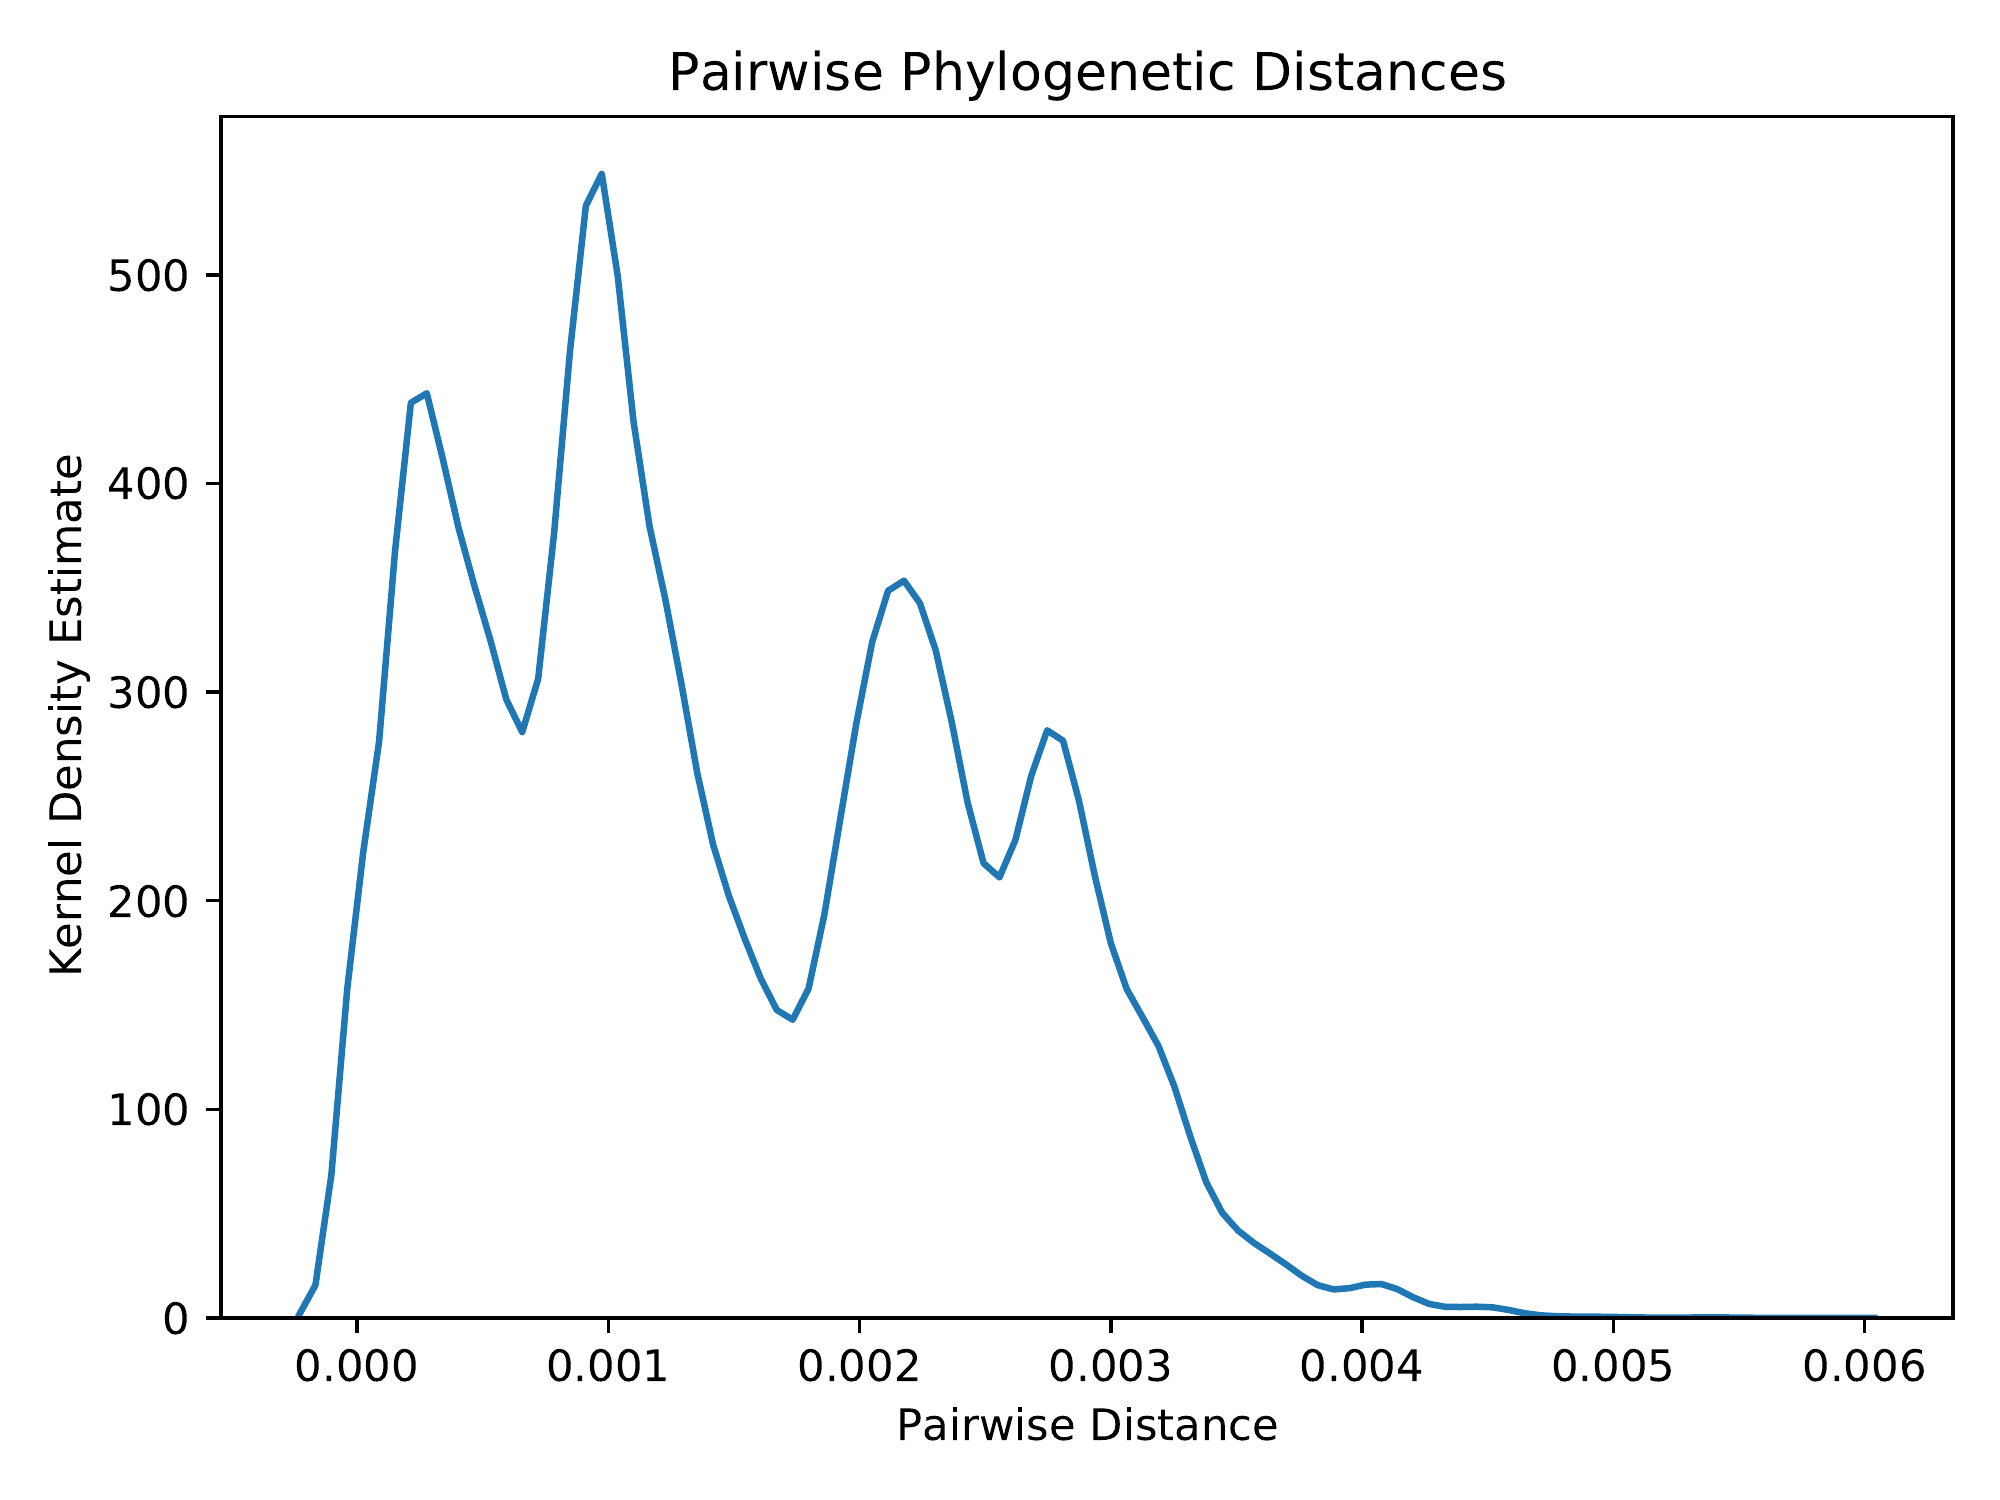 Pairwise Phylogenetic Distances
Kernel Density Estimate
500
400
300
200
100
0
0.000 0.001 0.002 0.003 0.004 0.005 0.006
Pairwise Distance